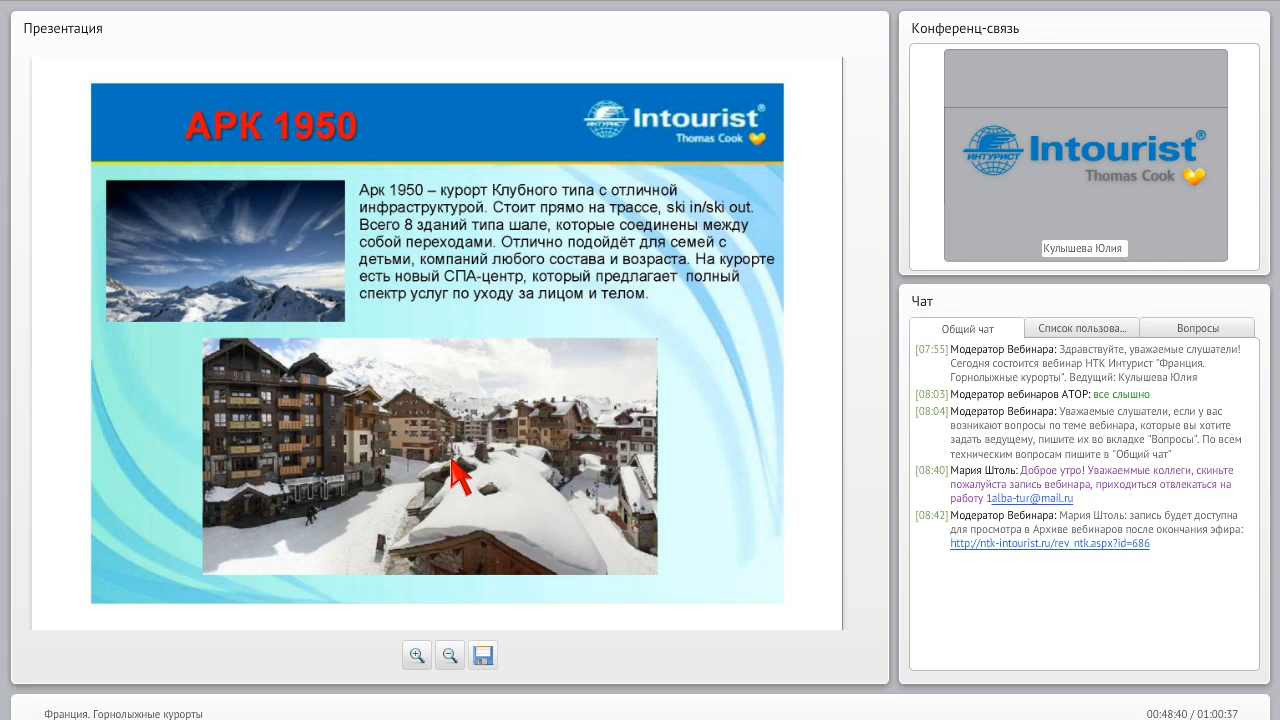 Презентация
АРК 1950
ИНТУРИСТ Intourist®
Thomas Cook
Арк 1950 – курорт Клубного типа с отличной
инфраструктурой. Стоит прямо на трассе, ski in/ski out.
Всего 8 зданий типа шале, которые соединены между
собой переходами. Отлично подойдёт для семей с
детьми, компаний любого состава и возраста. На курорте
есть новый СПА-центр, который предлагает полный
спектр услуг по уходу за лицом и телом.
Конференц-связь
ИНТУРИСТ Intourist®
Thomas Cook
Кулышева Юлия
Чат
Общий чат Список пользова... Вопросы
[07:55] Модератор Вебинара: Здравствуйте, уважаемые слушатели!
Сегодня состоится вебинар НТК Интурист "Франция.
Горнолыжные курорты". Ведущий: Кулышева Юлия
[08:03] Модератор вебинаров АТОР: все слышно
[08:04] Модератор Вебинара: Уважаемые слушатели, если у вас
возникают вопросы по теме вебинара, которые вы хотите
задать ведущему, пишите их во вкладке "Вопросы". По всем
техническим вопросам пишите в "Общий чат"
[08:40] Мария Штоль: Доброе утро! Уважаеммые коллеги, скиньте
пожалуйста запись вебинара, приходиться отвлекаться на
работу 1alba-tur@mail.ru
[08:42] Модератор Вебинара: Мария Штоль: запись будет доступна
для просмотра в Архиве вебинаров после окончания эфира:
http://ntk-intourist.ru/rev_ntk.aspx?id=686
Франция. Горнолыжные курорты
00:48:40 / 01:00:37